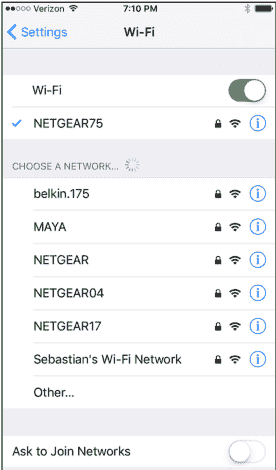 Verizon 7:10 PM
Settings Wi-Fi
Wi-Fi
NETGEAR75
CHOOSE A NETWORK...
belkin.175
MAYA
NETGEAR
NETGEAR04
NETGEAR17
Sebastian's Wi-Fi Network
Other...
Ask to Join Networks